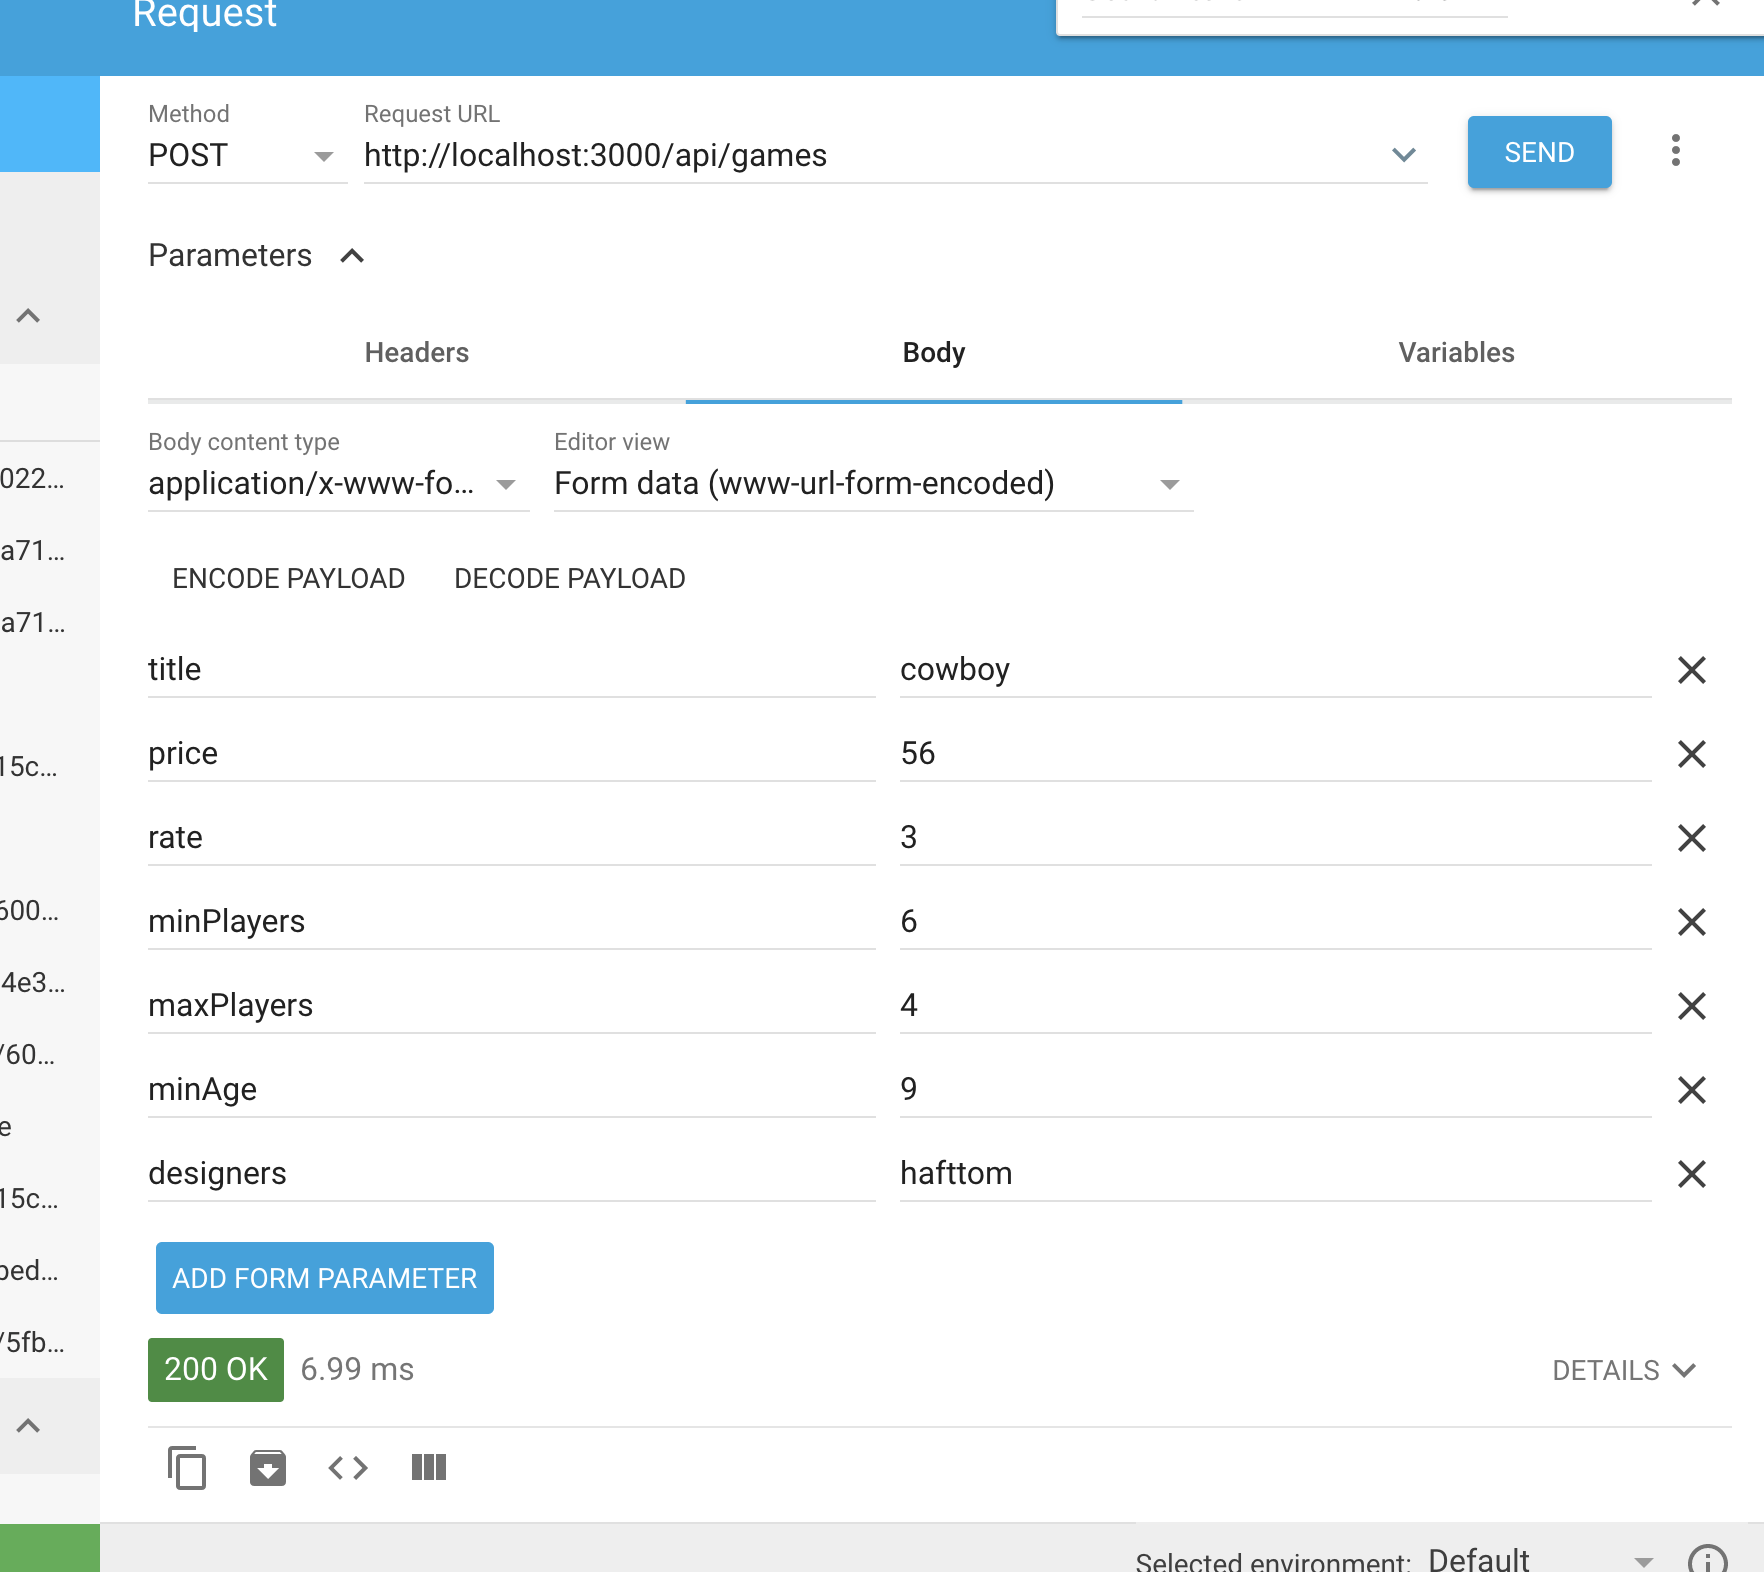 Request
Method
POST
Request URL
http://localhost:3000/api/games
SEND
Parameters
Headers
Body
Variables
Body content type
application/x-www-fo...
Editor view
Form data (www-url-form-encoded)
ENCODE PAYLOAD
DECODE PAYLOAD
title
cowboy
price
56
rate
3
minPlayers
6
maxPlayers
4
minAge
9
designers
hafttom
ADD FORM PARAMETER
200 OK
6.99 ms
DETAILS
Selected environment:
Default
022...
a71...
a71...
15c...
600...
4e3...
/60...
e
15c...
ped...
/5fb...